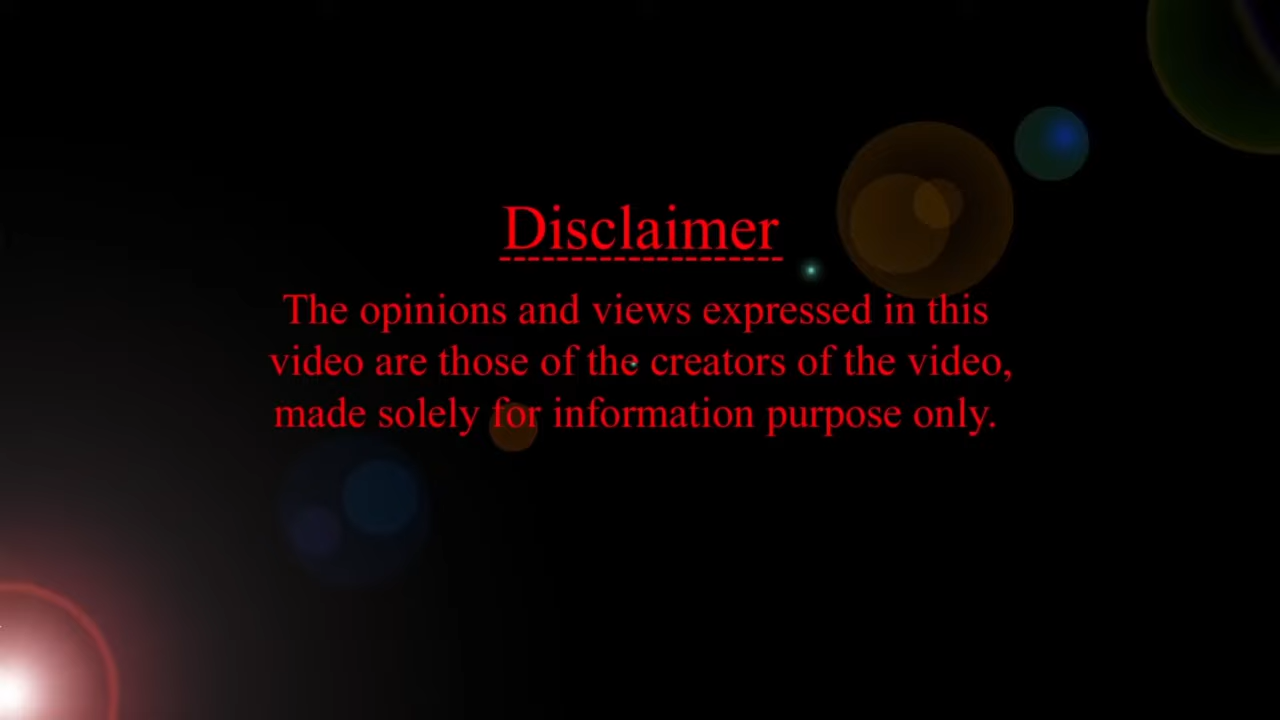 Disclaimer
The opinions and views expressed in this
video are those of the creators of the video,
made solely for information purpose only.